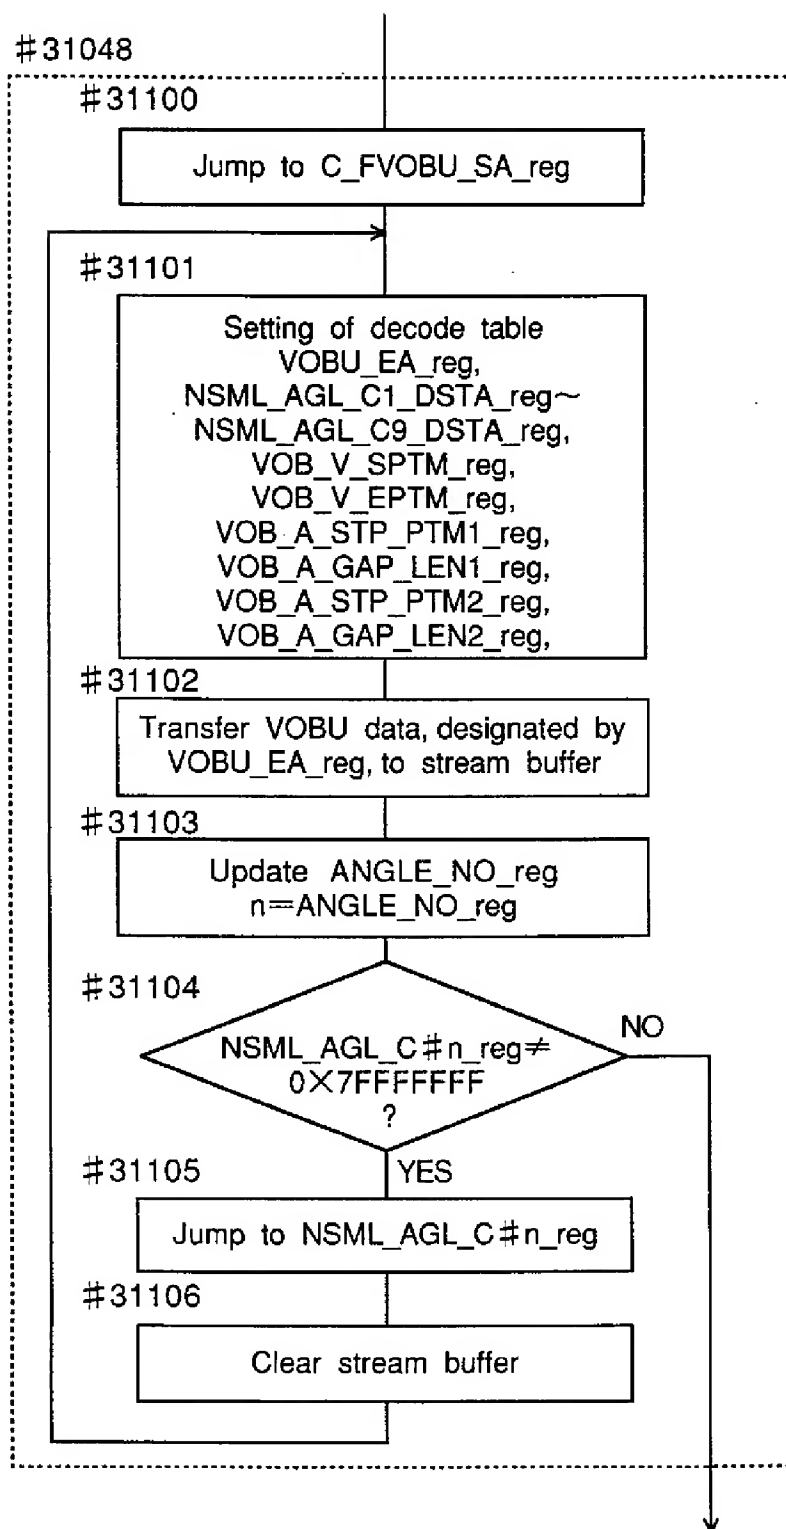 #31048
#31100
Jump to C_FVOBU_SA_reg
#31101
Setting of decode table
VOBU_EA_reg,
NSML_AGL_C1_DSTA_reg~
NSML_AGL_C9_DSTA_reg,
VOB_V_SPTM_reg,
VOB_V_EPTM_reg,
VOB_A_STP_PTM1_reg,
VOB_A_GAP_LEN1_reg,
VOB_A_STP_PTM2_reg,
VOB_A_GAP_LEN2_reg,
#31102
Transfer VOBU data, designated by
VOBU_EA_reg, to stream buffer
#31103
Update ANGLE_NO_reg
n=ANGLE_NO_reg
#31104
NSML_AGL_C#n_reg≠
0×7FFFFFFF
?
NO
YES
#31105
Jump to NSML_AGL_C#n_reg
#31106
Clear stream buffer